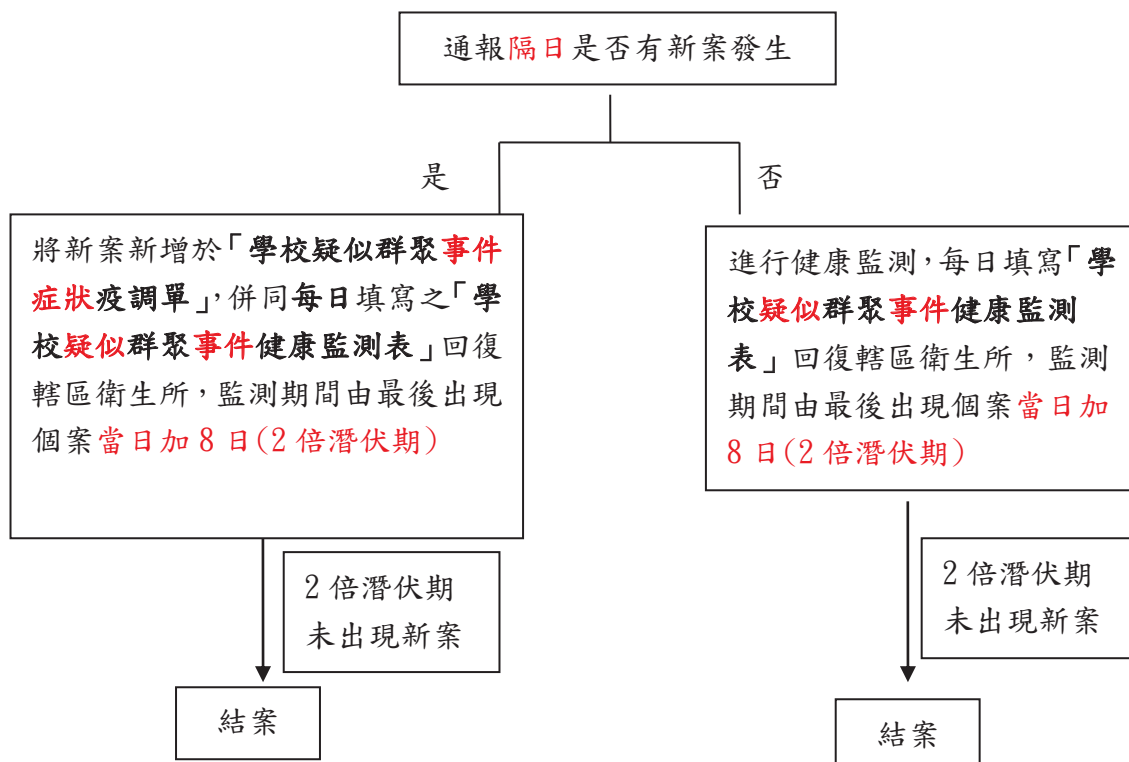 通報隔日是否有新案發生
是
否
將新案新增於「學校疑似群聚事件
症狀疫調單」,併同每日填寫之「學
校疑似群聚事件健康監測表」回復
轄區衛生所,監測期間由最後出現
個案當日加 8 日(2 倍潛伏期)
進行健康監測,每日填寫「學
校疑似群聚事件健康監測
表」回復轄區衛生所,監測
期間由最後出現個案當日加
8 日(2 倍潛伏期)
2 倍潛伏期
未出現新案
2 倍潛伏期
未出現新案
結案
結案